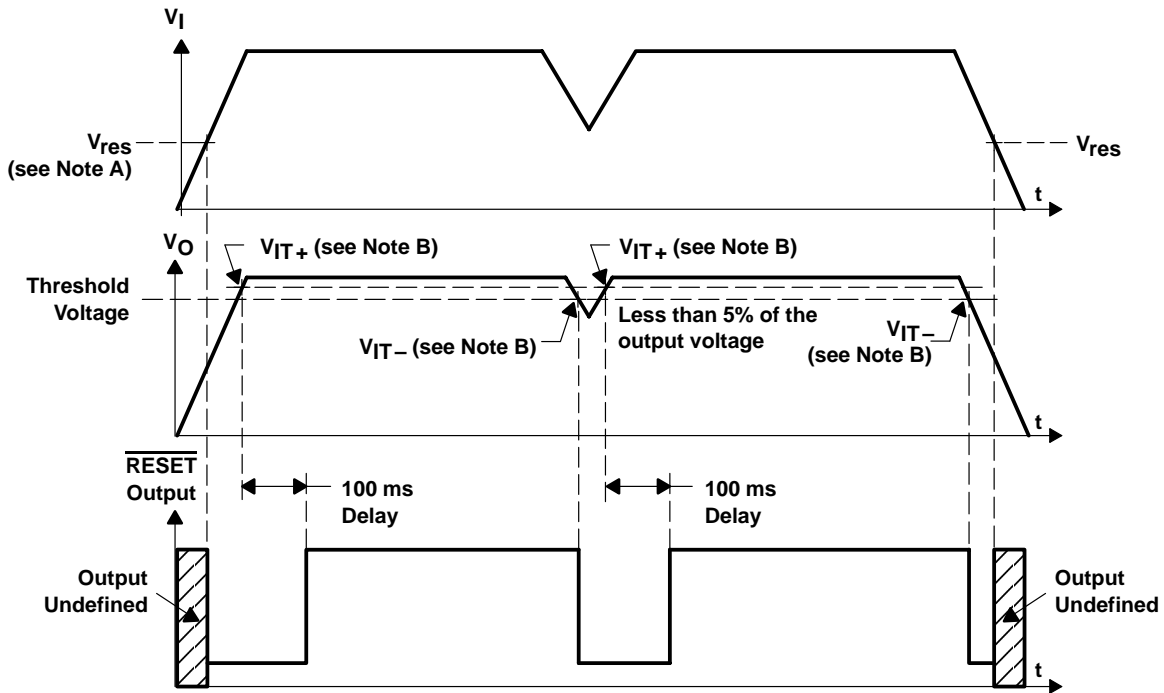 VI
Vres
(see Note A)
Vres
t
VO
VIT+ (see Note B)
VIT+ (see Note B)
Threshold
Voltage
Less than 5% of the
output voltage
VIT− (see Note B)
VIT−
(see Note B)
t
RESET
Output
100 ms
Delay
100 ms
Delay
Output
Undefined
Output
Undefined
t